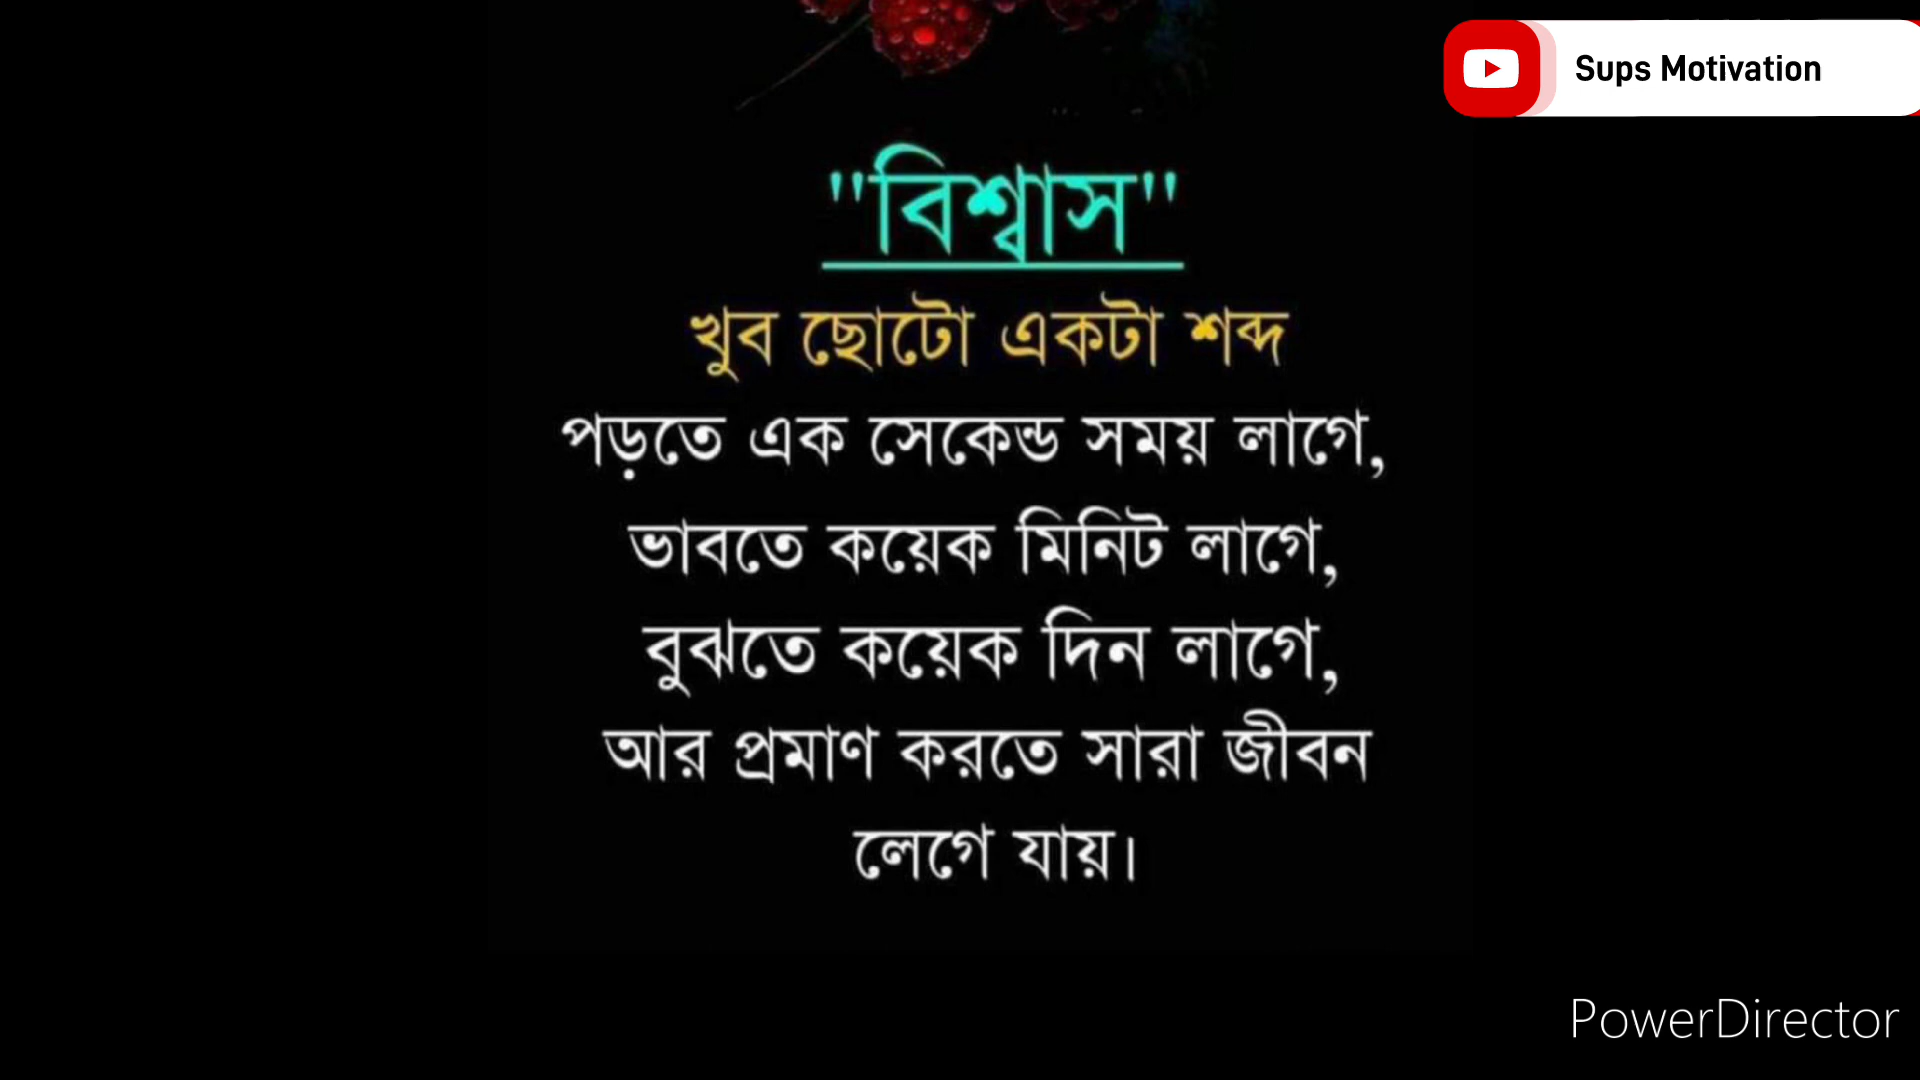 Sups Motivation
"বিশ্বাস"
খুব ছোটো একটা শব্দ
পড়তে এক সেকেন্ড সময় লাগে,
ভাবতে কয়েক মিনিট লাগে,
বুঝতে কয়েক দিন লাগে,
আর প্রমাণ করতে সারা জীবন
লেগে যায়।
PowerDirector